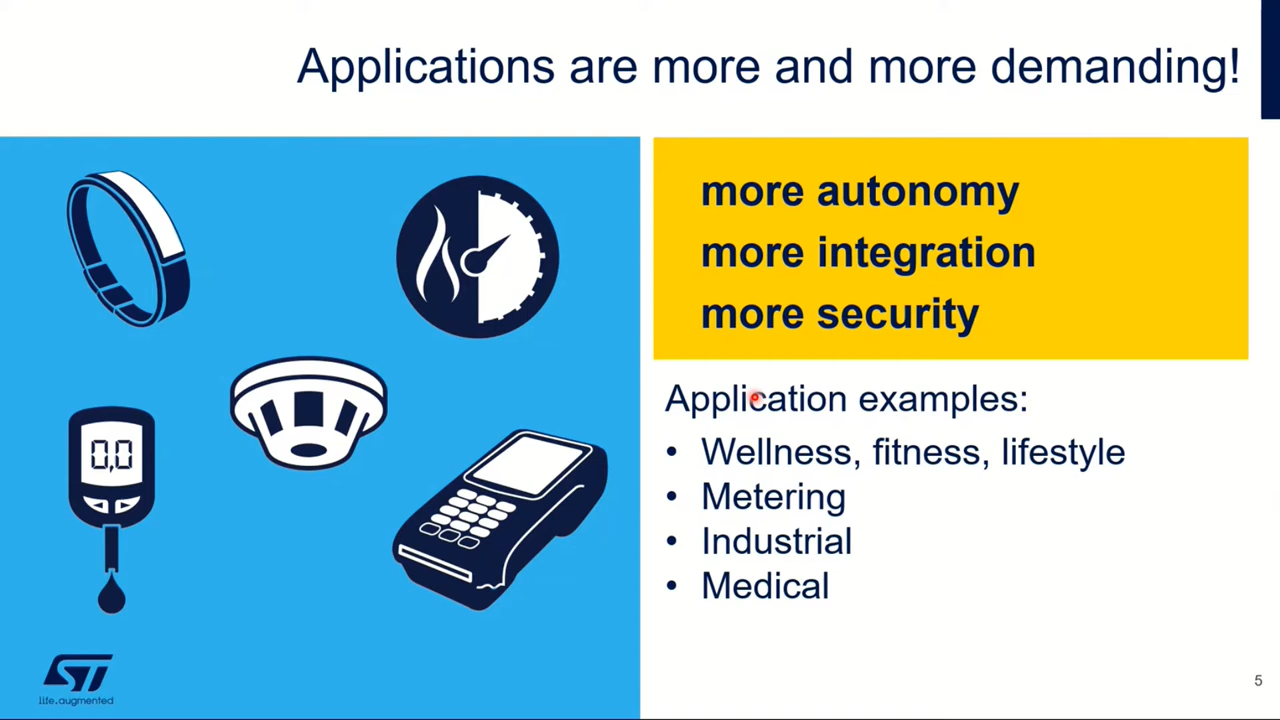 Applications are more and more demanding!
more autonomy
more integration
more security
Application examples:
• Wellness, fitness, lifestyle
• Metering
• Industrial
• Medical
0,0
ST
life.augmented
5